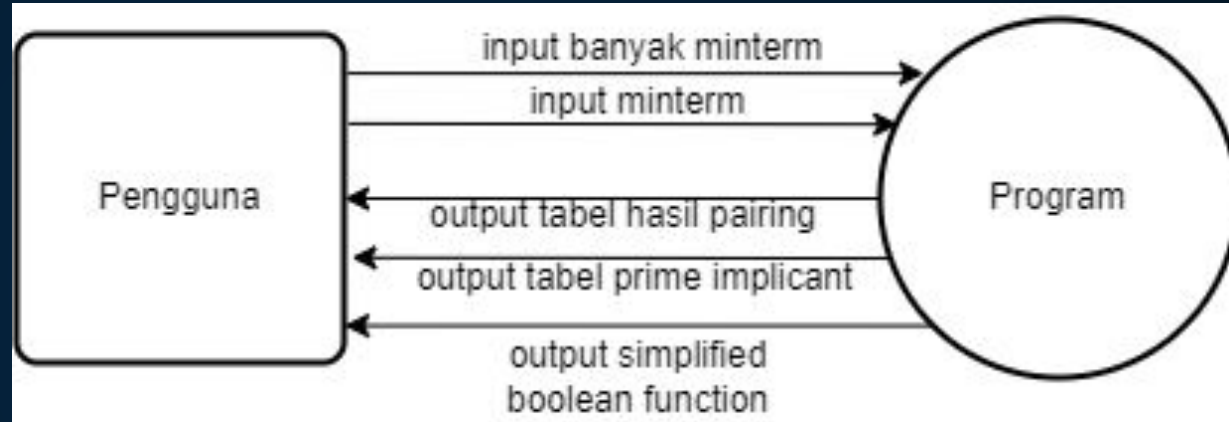 input banyak minterm
input minterm
Pengguna
Program
output tabel hasil pairing
output tabel prime implicant
output simplified
boolean function